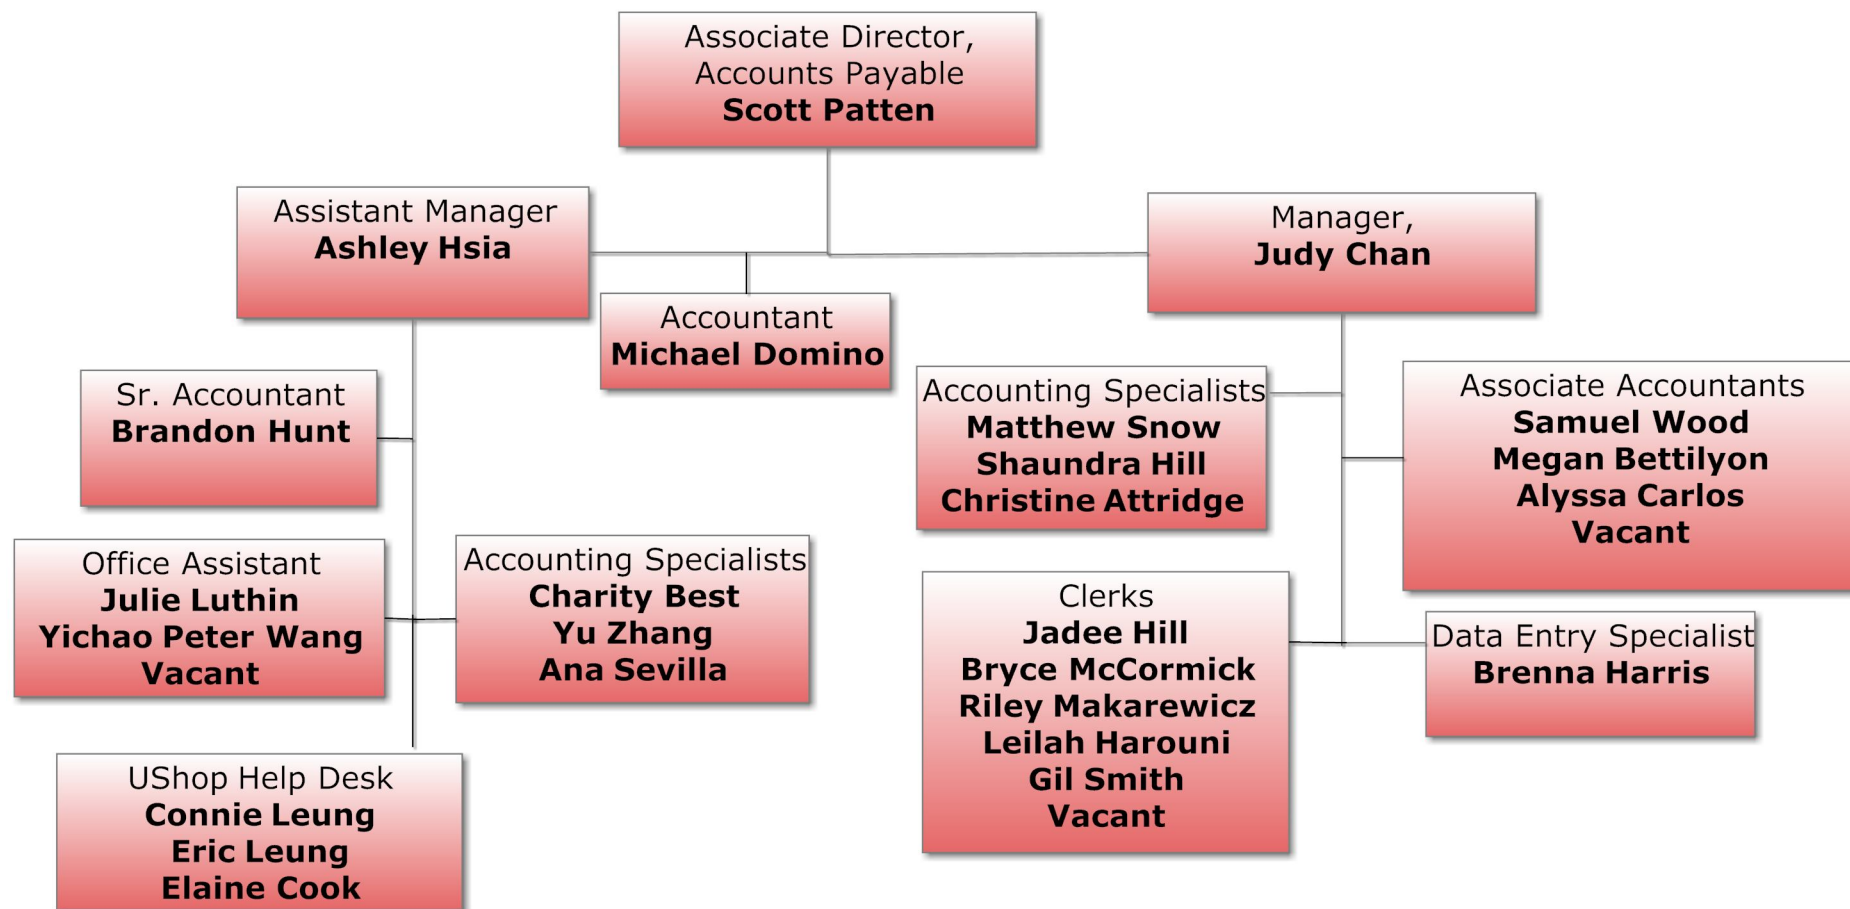 Associate Director,
Accounts Payable
Scott Patten
Assistant Manager
Ashley Hsia
Manager,
Judy Chan
Accountant
Michael Domino
Sr. Accountant
Brandon Hunt
Accounting Specialists
Matthew Snow
Shaundra Hill
Christine Attridge
Associate Accountants
Samuel Wood
Megan Bettilyon
Alyssa Carlos
Vacant
Office Assistant
Julie Luthin
Yichao Peter Wang
Vacant
Accounting Specialists
Charity Best
Yu Zhang
Ana Sevilla
Clerks
Jadee Hill
Bryce McCormick
Riley Makarewicz
Leilah Harouni
Gil Smith
Vacant
Data Entry Specialist
Brenna Harris
UShop Help Desk
Connie Leung
Eric Leung
Elaine Cook